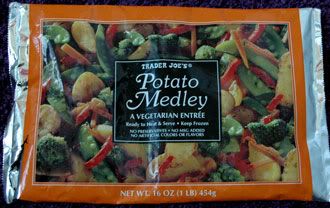 TRADER JOE'S®
Potato
Medley
A VEGETARIAN ENTRÉE
Ready to Heat & Serve • Keep Frozen
NO PRESERVATIVES • NO MSG ADDED
NO ARTIFICIAL COLORS OR FLAVORS
NET WT. 16 OZ (1 LB) 454g